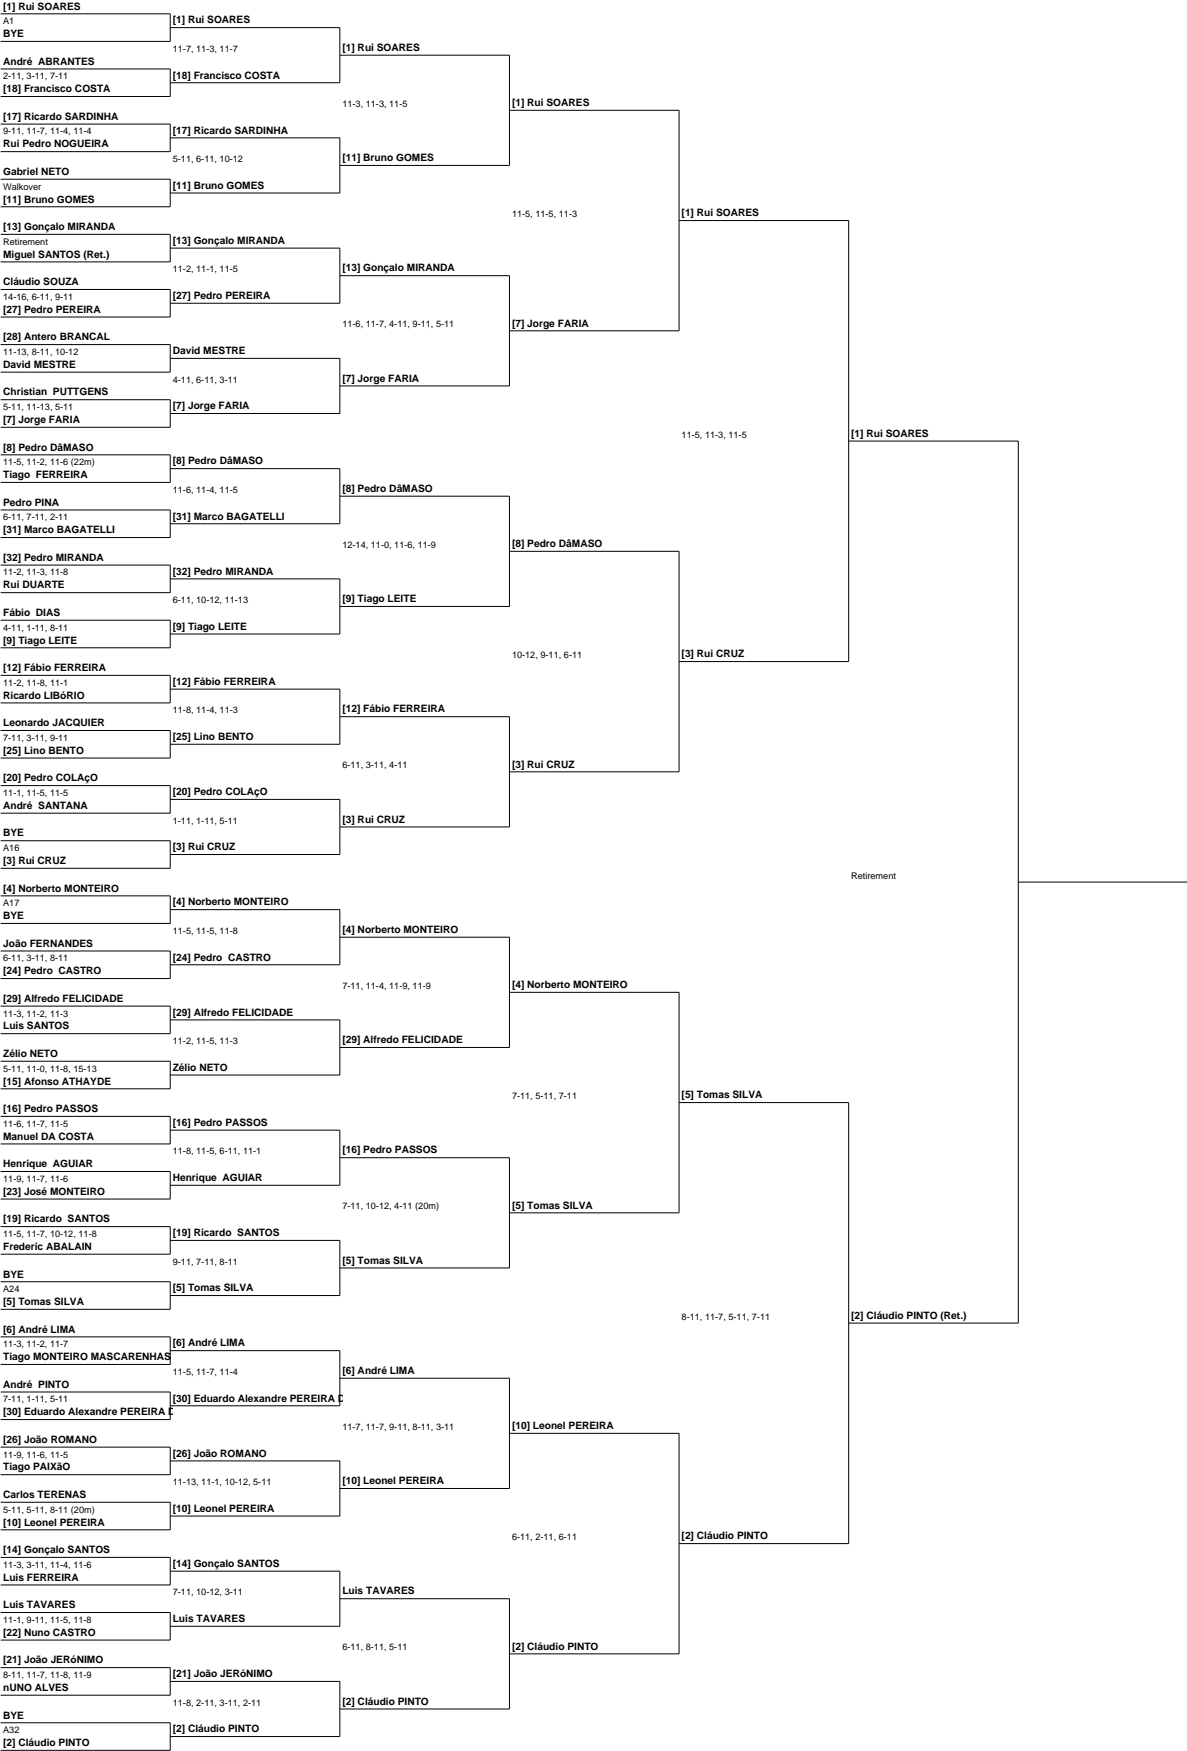 [1] Rui SOARES
A1
[1] Rui SOARES
BYE
11-7, 11-3, 11-7
[1] Rui SOARES
André  ABRANTES
2-11, 3-11, 7-11
[18] Francisco COSTA
[18] Francisco COSTA
11-3, 11-3, 11-5
[1] Rui SOARES
[17] Ricardo SARDINHA
9-11, 11-7, 11-4, 11-4
[17] Ricardo SARDINHA
Rui Pedro NOGUEIRA
5-11, 6-11, 10-12
[11] Bruno GOMES
Gabriel NETO
Walkover
[11] Bruno GOMES
[11] Bruno GOMES
11-5, 11-5, 11-3
[1] Rui SOARES
[13] Gonçalo MIRANDA
Retirement
[13] Gonçalo MIRANDA
Miguel SANTOS (Ret.)
11-2, 11-1, 11-5
[13] Gonçalo MIRANDA
Cláudio SOUZA
14-16, 6-11, 9-11
[27] Pedro PEREIRA
[27] Pedro PEREIRA
11-6, 11-7, 4-11, 9-11, 5-11
[7] Jorge FARIA
[28] Antero BRANCAL
11-13, 8-11, 10-12
David MESTRE
David MESTRE
4-11, 6-11, 3-11
[7] Jorge FARIA
Christian  PUTTGENS
5-11, 11-13, 5-11
[7] Jorge FARIA
[7] Jorge FARIA
11-5, 11-3, 11-5
[1] Rui SOARES
[8] Pedro DâMASO
11-5, 11-2, 11-6 (22m)
[8] Pedro DâMASO
Tiago  FERREIRA
11-6, 11-4, 11-5
[8] Pedro DâMASO
Pedro PINA
6-11, 7-11, 2-11
[31] Marco BAGATELLI
[31] Marco BAGATELLI
12-14, 11-0, 11-6, 11-9
[8] Pedro DâMASO
[32] Pedro MIRANDA
11-2, 11-3, 11-8
[32] Pedro MIRANDA
Rui DUARTE
6-11, 10-12, 11-13
[9] Tiago LEITE
Fábio  DIAS
4-11, 1-11, 8-11
[9] Tiago LEITE
[9] Tiago LEITE
10-12, 9-11, 6-11
[3] Rui CRUZ
[12] Fábio FERREIRA
11-2, 11-8, 11-1
[12] Fábio FERREIRA
Ricardo LIBóRIO
11-8, 11-4, 11-3
[12] Fábio FERREIRA
Leonardo JACQUIER
7-11, 3-11, 9-11
[25] Lino BENTO
[25] Lino BENTO
6-11, 3-11, 4-11
[3] Rui CRUZ
[20] Pedro COLAçO
11-1, 11-5, 11-5
[20] Pedro COLAçO
André  SANTANA
1-11, 1-11, 5-11
[3] Rui CRUZ
BYE
A16
[3] Rui CRUZ
[3] Rui CRUZ
Retirement
[4] Norberto MONTEIRO
A17
[4] Norberto MONTEIRO
BYE
11-5, 11-5, 11-8
[4] Norberto MONTEIRO
João FERNANDES
6-11, 3-11, 8-11
[24] Pedro  CASTRO
[24] Pedro  CASTRO
7-11, 11-4, 11-9, 11-9
[4] Norberto MONTEIRO
[29] Alfredo FELICIDADE
11-3, 11-2, 11-3
[29] Alfredo FELICIDADE
Luis SANTOS
11-2, 11-5, 11-3
[29] Alfredo FELICIDADE
Zélio NETO
5-11, 11-0, 11-8, 15-13
Zélio NETO
[15] Afonso ATHAYDE
7-11, 5-11, 7-11
[5] Tomas SILVA
[16] Pedro PASSOS
11-6, 11-7, 11-5
[16] Pedro PASSOS
Manuel DA COSTA
11-8, 11-5, 6-11, 11-1
[16] Pedro PASSOS
Henrique  AGUIAR
11-9, 11-7, 11-6
Henrique  AGUIAR
[23] José MONTEIRO
7-11, 10-12, 4-11 (20m)
[5] Tomas SILVA
[19] Ricardo  SANTOS
11-5, 11-7, 10-12, 11-8
[19] Ricardo  SANTOS
Frederic ABALAIN
9-11, 7-11, 8-11
[5] Tomas SILVA
BYE
A24
[5] Tomas SILVA
[5] Tomas SILVA
8-11, 11-7, 5-11, 7-11
[2] Cláudio PINTO (Ret.)
[6] André LIMA
11-3, 11-2, 11-7
[6] André LIMA
Tiago MONTEIRO MASCARENHAS
11-5, 11-7, 11-4
[6] André LIMA
André  PINTO
7-11, 1-11, 5-11
[30] Eduardo Alexandre PEREIRA
[30] Eduardo Alexandre PEREIRA
11-7, 11-7, 9-11, 8-11, 3-11
[10] Leonel PEREIRA
[26] João ROMANO
11-9, 11-6, 11-5
[26] João ROMANO
Tiago PAIXãO
11-13, 11-1, 10-12, 5-11
[10] Leonel PEREIRA
Carlos TERENAS
5-11, 5-11, 8-11 (20m)
[10] Leonel PEREIRA
[10] Leonel PEREIRA
6-11, 2-11, 6-11
[2] Cláudio PINTO
[14] Gonçalo SANTOS
11-3, 3-11, 11-4, 11-6
[14] Gonçalo SANTOS
Luis FERREIRA
7-11, 10-12, 3-11
Luis TAVARES
Luis TAVARES
11-1, 9-11, 11-5, 11-8
Luis TAVARES
[22] Nuno CASTRO
6-11, 8-11, 5-11
[2] Cláudio PINTO
[21] João JERóNIMO
8-11, 11-7, 11-8, 11-9
[21] João JERóNIMO
nUNO ALVES
11-8, 2-11, 3-11, 2-11
[2] Cláudio PINTO
BYE
A32
[2] Cláudio PINTO
[2] Cláudio PINTO